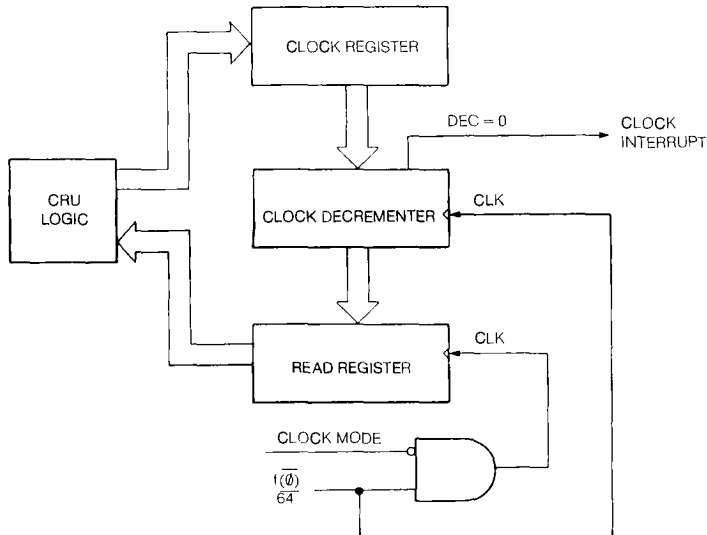 CLOCK REGISTER
DEC = 0
CLOCK
INTERRUPT
CRU
LOGIC
CLOCK DECREMENTER
CLK
READ REGISTER
CLK
CLOCK MODE
f(φ̅)
64